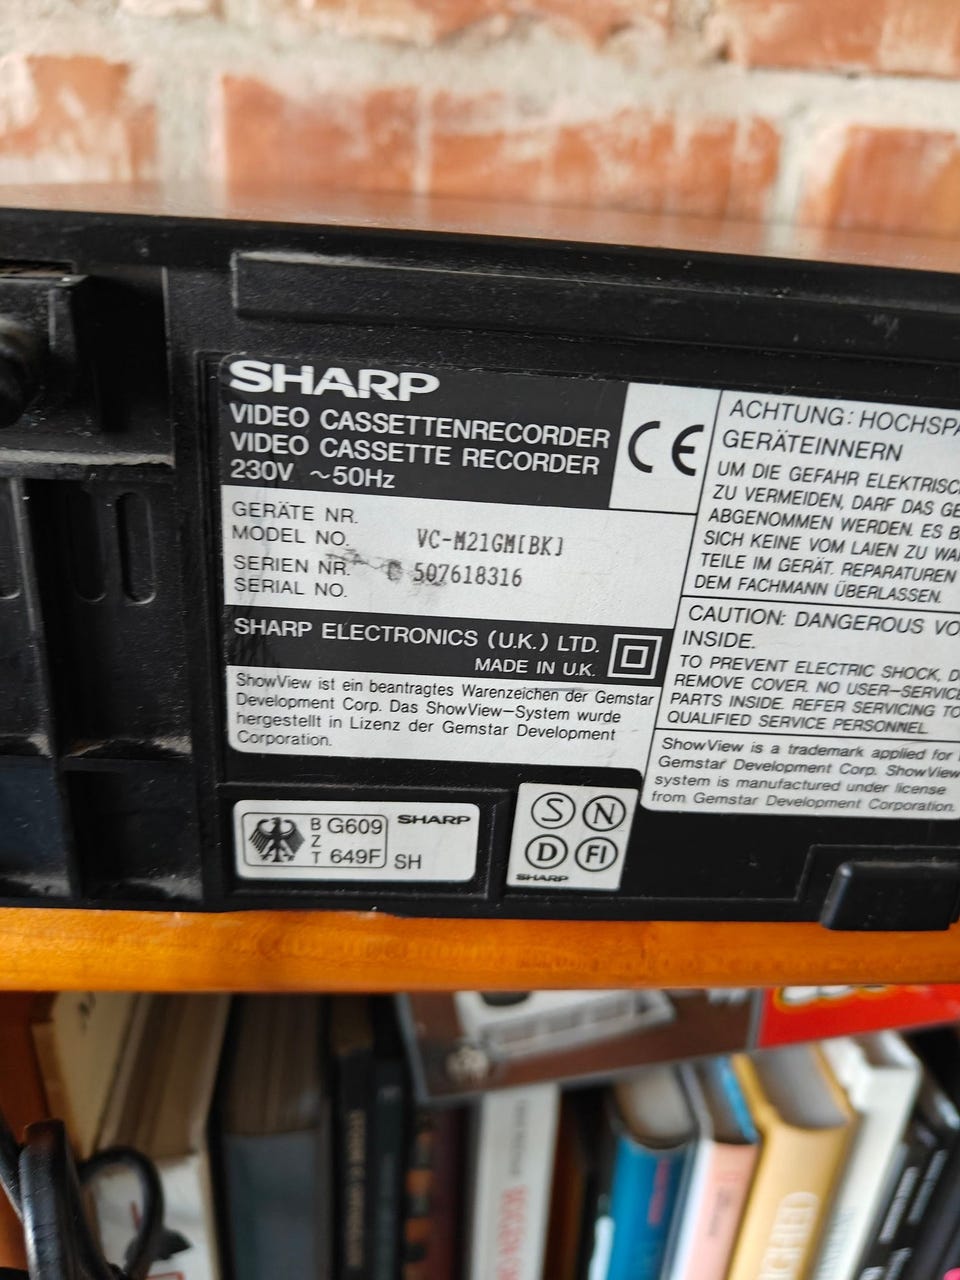 SHARP
VIDEO CASSETTENRECORDER
VIDEO CASSETTE RECORDER
230V ~50Hz
CE
GERÄTE NR.
MODEL NO. VC-M21GM[BK]
SERIEN NR. C 507618316
SERIAL NO.
SHARP ELECTRONICS (U.K.) LTD.
MADE IN U.K.
ShowView ist ein beantragtes Warenzeichen der Gemstar
Development Corp. Das ShowView-System wurde
hergestellt in Lizenz der Gemstar Development
Corporation.
ACHTUNG: HOCHSPA
GERÄTEINNERN
UM DIE GEFAHR ELEKTRISC
ZU VERMEIDEN, DARF DAS GE
ABGENOMMEN WERDEN. ES B
SICH KEINE VOM LAIEN ZU WA
TEILE IM GERÄT. REPARATUREN
DEM FACHMANN ÜBERLASSEN.
CAUTION: DANGEROUS VO
INSIDE.
TO PREVENT ELECTRIC SHOCK, D
REMOVE COVER. NO USER-SERVICE
PARTS INSIDE. REFER SERVICING TO
QUALIFIED SERVICE PERSONNEL.
ShowView is a trademark applied for
Gemstar Development Corp. ShowView
system is manufactured under license
from Gemstar Development Corporation.
BZT G609 SHARP
649F SH
S N
D FI
SHARP